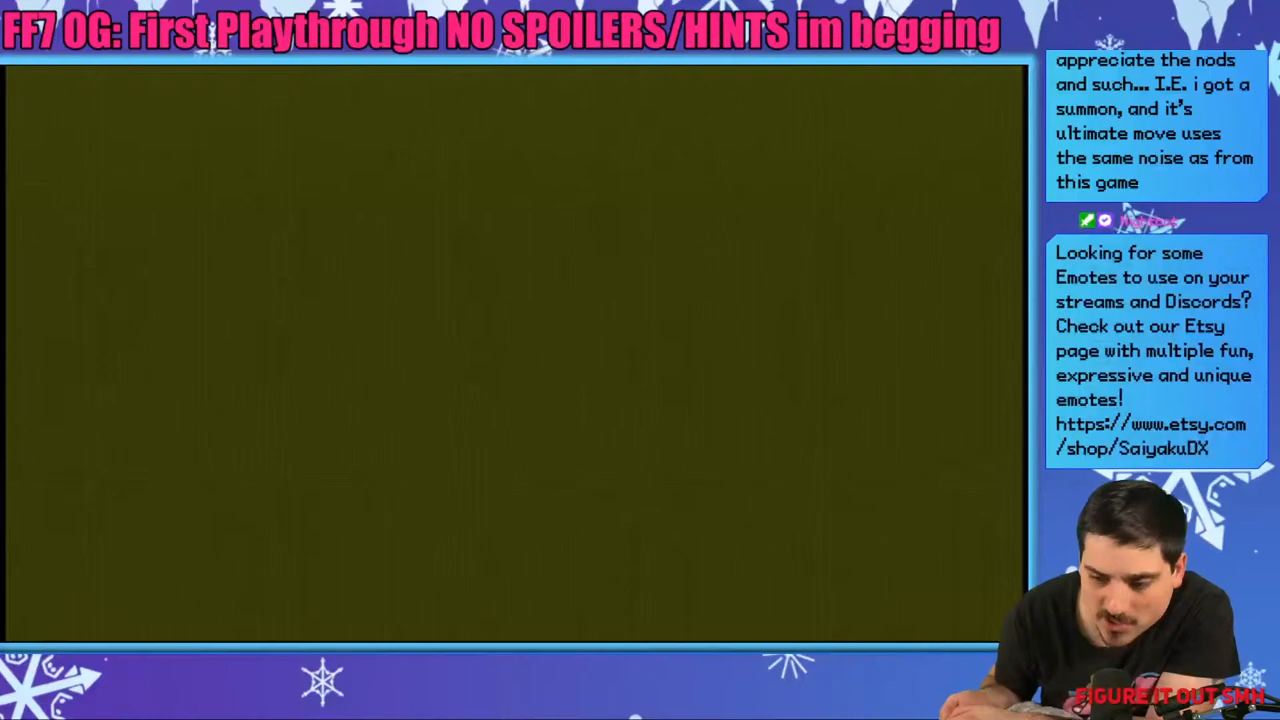 FF7 OG: First Playthrough NO SPOILERS/HINTS im begging
appreciate the nods
and such... I.E. i got a
summon, and it's
ultimate move uses
the same noise as from
this game
Looking for some
Emotes to use on your
streams and Discords?
Check out our Etsy
page with multiple fun,
expressive and unique
emotes!
https://www.etsy.com
/shop/SaiyakuDX
FIGURE IT OUT SMH